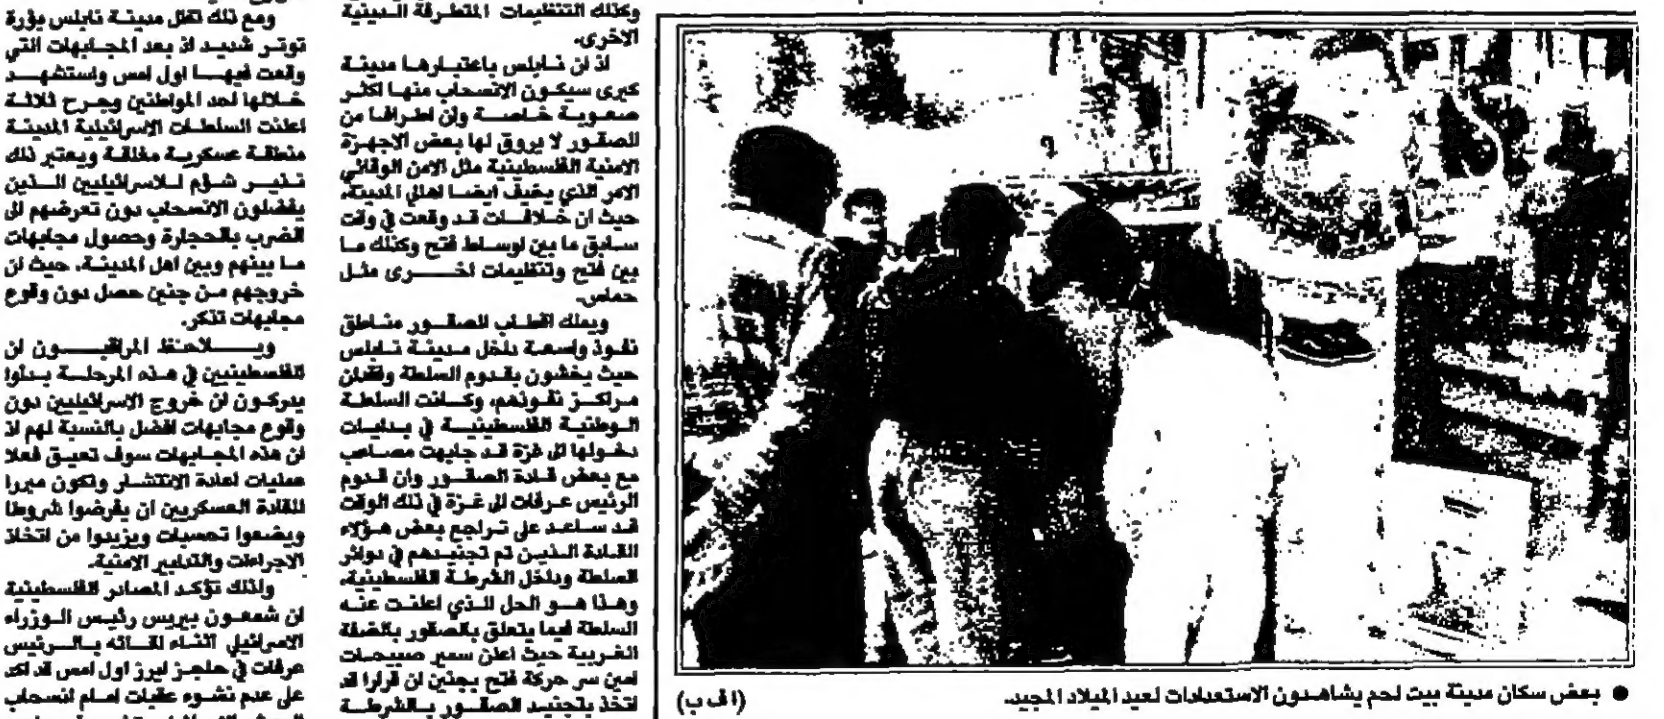 وكذلك التنظيمات المتطرفة الدينية
الاخرى.
اذ ان نابلس باعتبارها مدينة
كبرى سيكون الانسحاب منها اكثر
صعوبة خاصة وان اطرافا من
الصقور لا يروق لها بعض الاجهزة
الامنية الفلسطينية مثل الامن الوقائي
الامر الذي يخيف ايضا اهالي المدينة،
حيث ان خلافات قد وقعت في وقت
سابق ما بين اوساط فتح وكذلك ما
بين فتح وتنظيمات اخرى مثل
حماس.
ويملك اقطاب الصقور مناطق
نفوذ واسعة داخل مدينة نابلس
حيث يخشون بقدوم السلطة وفقدان
مراكز نفوذهم، وكانت السلطة
الوطنية الفلسطينية في بدايات
دخولها الى غزة قد جابهت مصاعب
مع بعض قادة الصقور وان قدوم
الرئيس عرفات الى غزة في ذلك الوقت
قد ساعد على تراجع بعض هؤلاء
القادة الذين تم تجنيدهم في دوائر
السلطة وداخل الشرطة الفلسطينية.
وهذا هو الحل الذي اعلنت عنه
السلطة فيما يتعلق بالصقور بالضفة
الغربية حيث اعلن سمير صبيحات
امين سر حركة فتح بجنين ان قرارا قد
اتخذ بتجنيد الصقور بالشرطة
ومع ذلك تظل مدينة نابلس بؤرة
توتر شديد اذ بعد المجابهات التي
وقعت فيها اول امس واستشهد
خلالها احد المواطنين وجرح ثلاثة
اعلنت السلطات الاسرائيلية المدينة
منطقة عسكرية مغلقة ويعتبر ذلك
نذير شؤم للاسرائيليين الذين
يفضلون الانسحاب دون تعرضهم الى
الضرب بالحجارة وحصول مجابهات
ما بينهم وبين اهل المدينة، حيث ان
خروجهم من جنين حصل دون وقوع
مجابهات تذكر.
ويلاحظ المراقبون ان
الفلسطينيين في هذه المرحلة بداوا
يدركون ان خروج الاسرائيليين دون
وقوع مجابهات افضل بالنسبة لهم اذ
ان هذه المجابهات سوف تعيق فعلا
عمليات اعادة الانتشار وتكون مبررا
للقادة العسكريين ان يفرضوا شروطا
ويضعوا تحسبات ويزيدوا من اتخاذ
الاجراءات والتدابير الامنية.
ولذلك تؤكد المصادر الفلسطينية
ان شمعون بيريس رئيس الوزراء
الاسرائيلي اثناء لقائه بالرئيس
عرفات في حاجز ايرز اول امس قد اكد
على عدم نشوء عقبات امام انسحاب
● بعض سكان مدينة بيت لحم يشاهدون الاستعدادات لعيد الميلاد المجيد.
(ا ف ب)